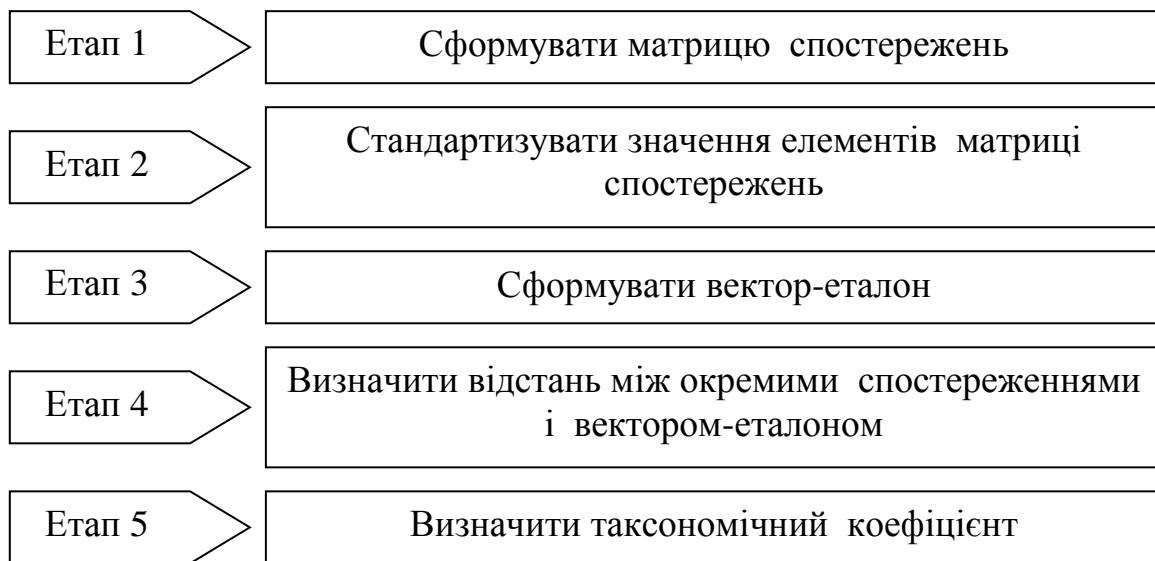 Етап 1
Сформувати матрицю спостережень
Етап 2
Стандартизувати значення елементів матриці
спостережень
Етап 3
Сформувати вектор-еталон
Етап 4
Визначити відстань між окремими спостереженнями
і вектором-еталоном
Етап 5
Визначити таксономічний коефіцієнт